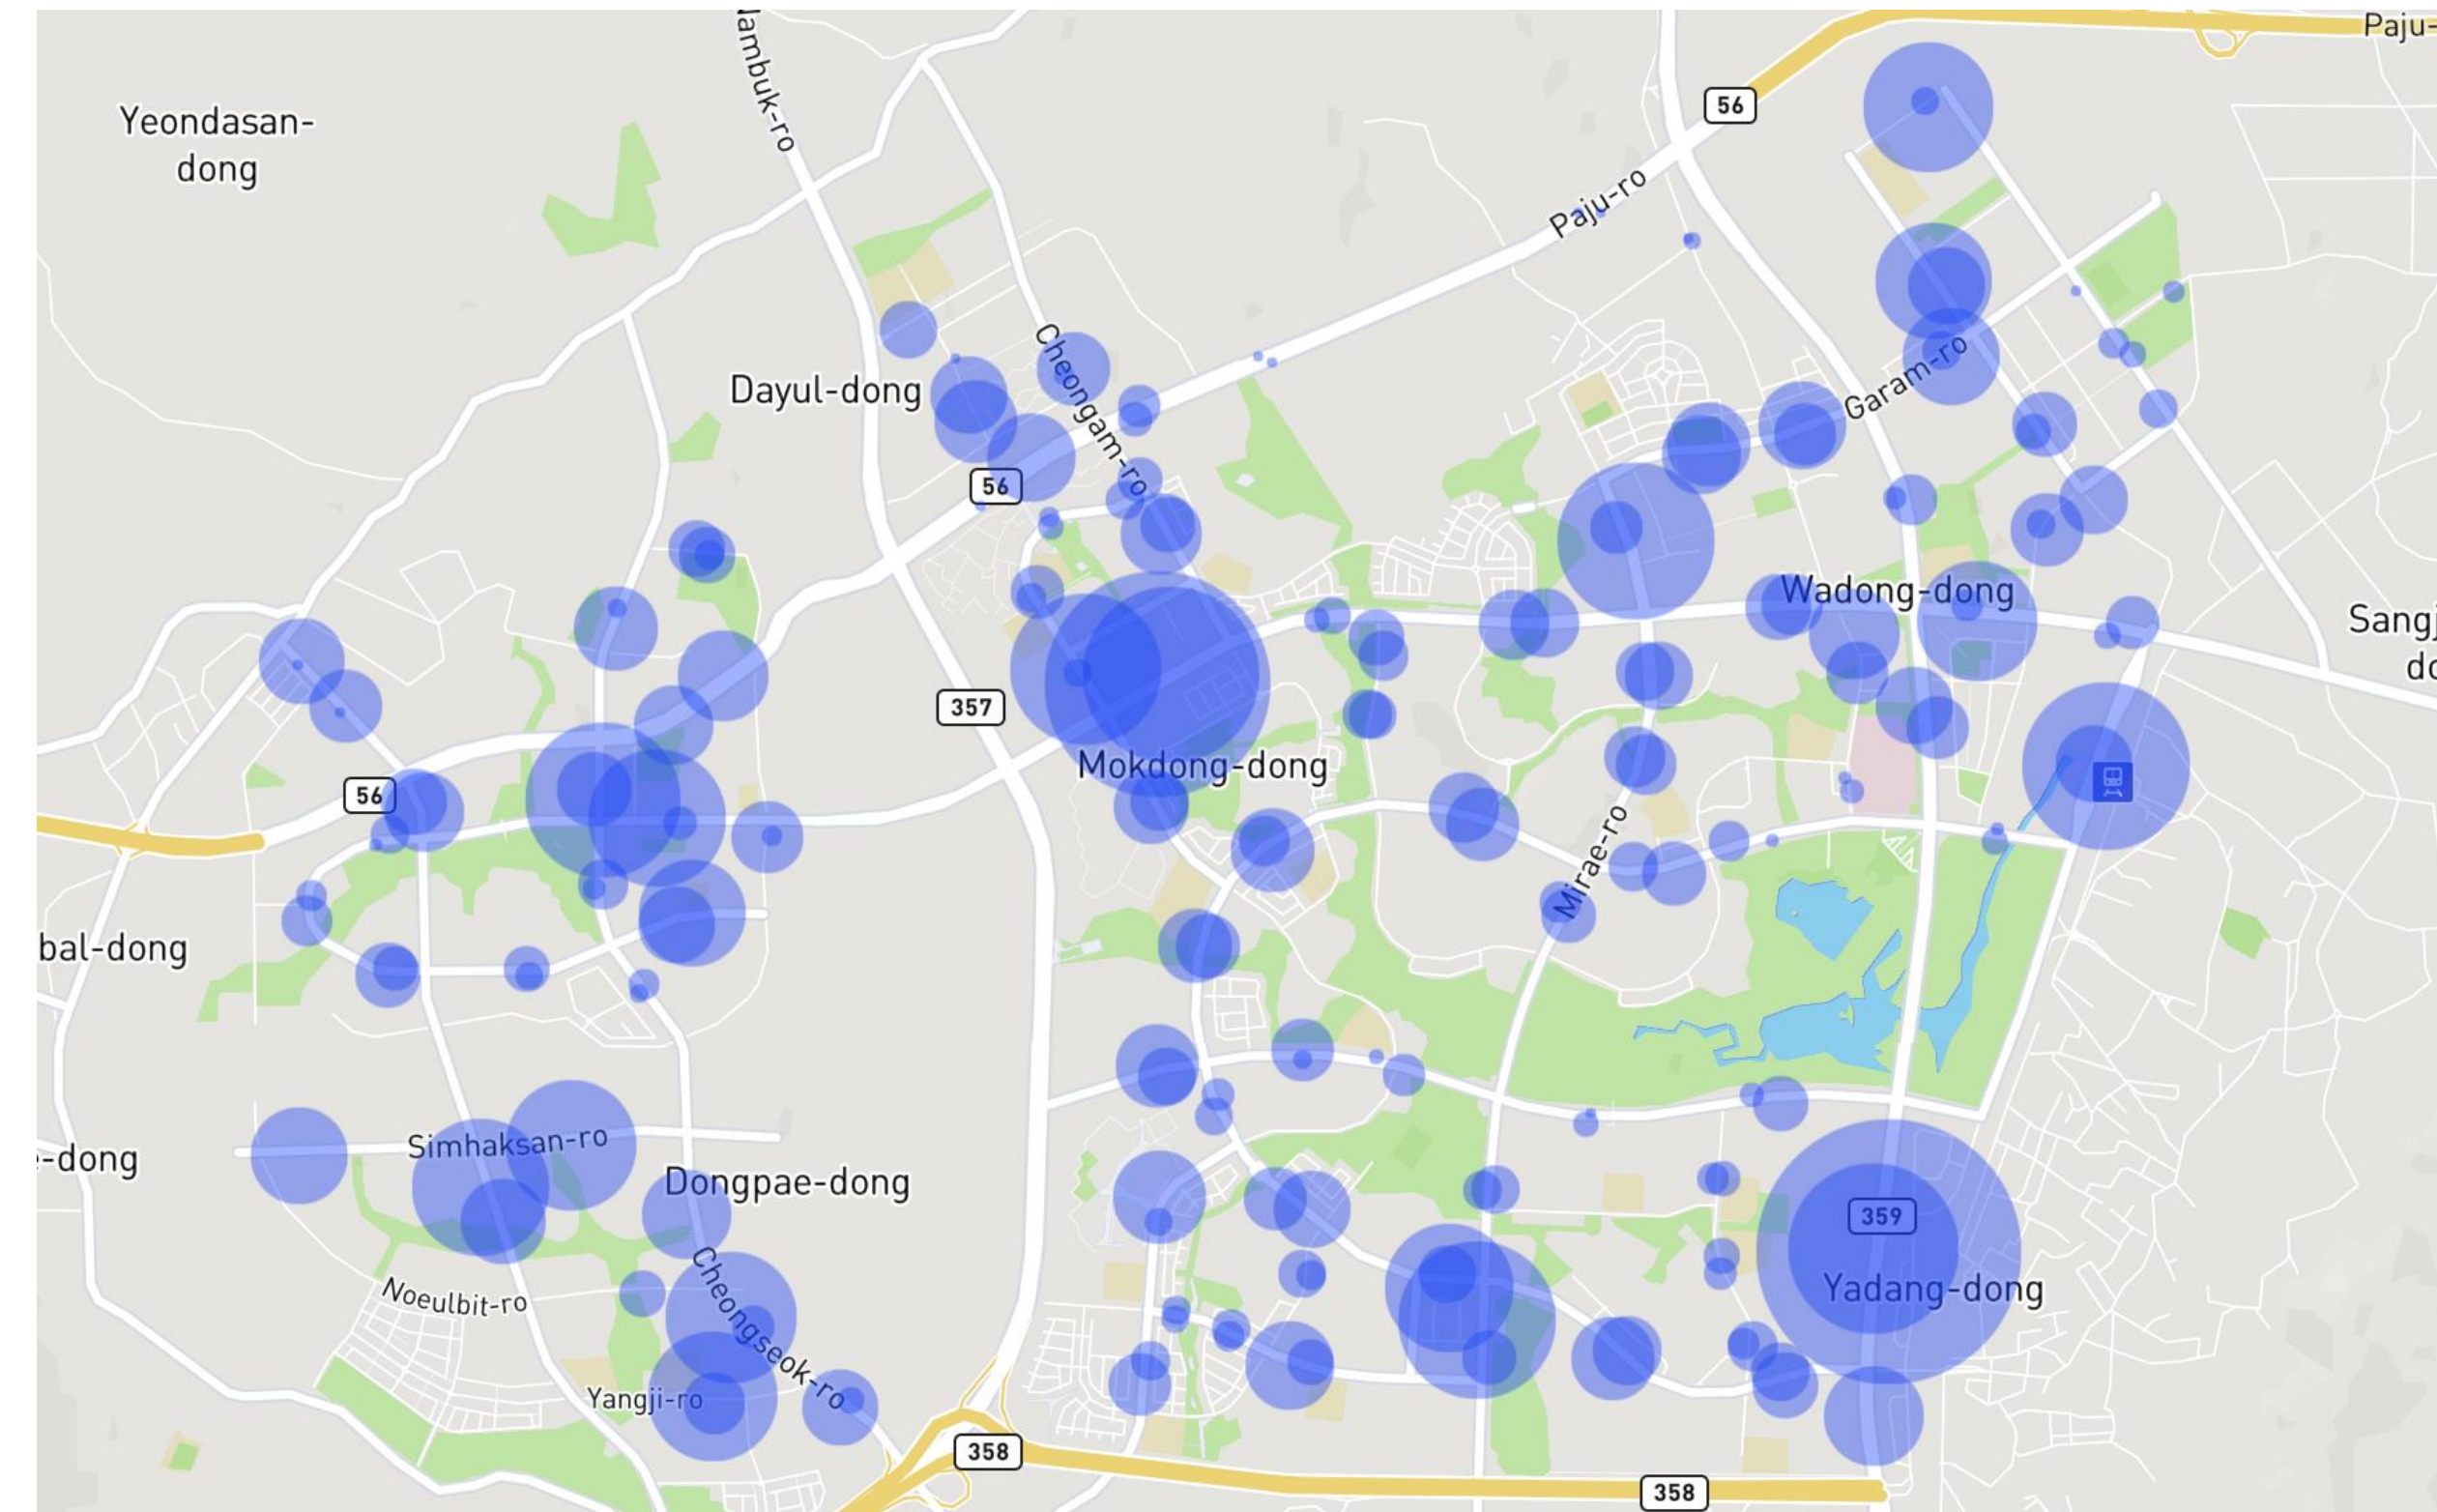 Paju-
56
Yeondasan-
dong
Paju-ro
Cheongam-ro
Garam-ro
Dayul-dong
56
Wadong-dong
357
Mokdong-dong
56
Mirae-ro
bal-dong
Simhaksan-ro
-dong
Dongpae-dong
359
Cheongseok-ro
Noeulbit-ro
Yadang-dong
Yangji-ro
358
358